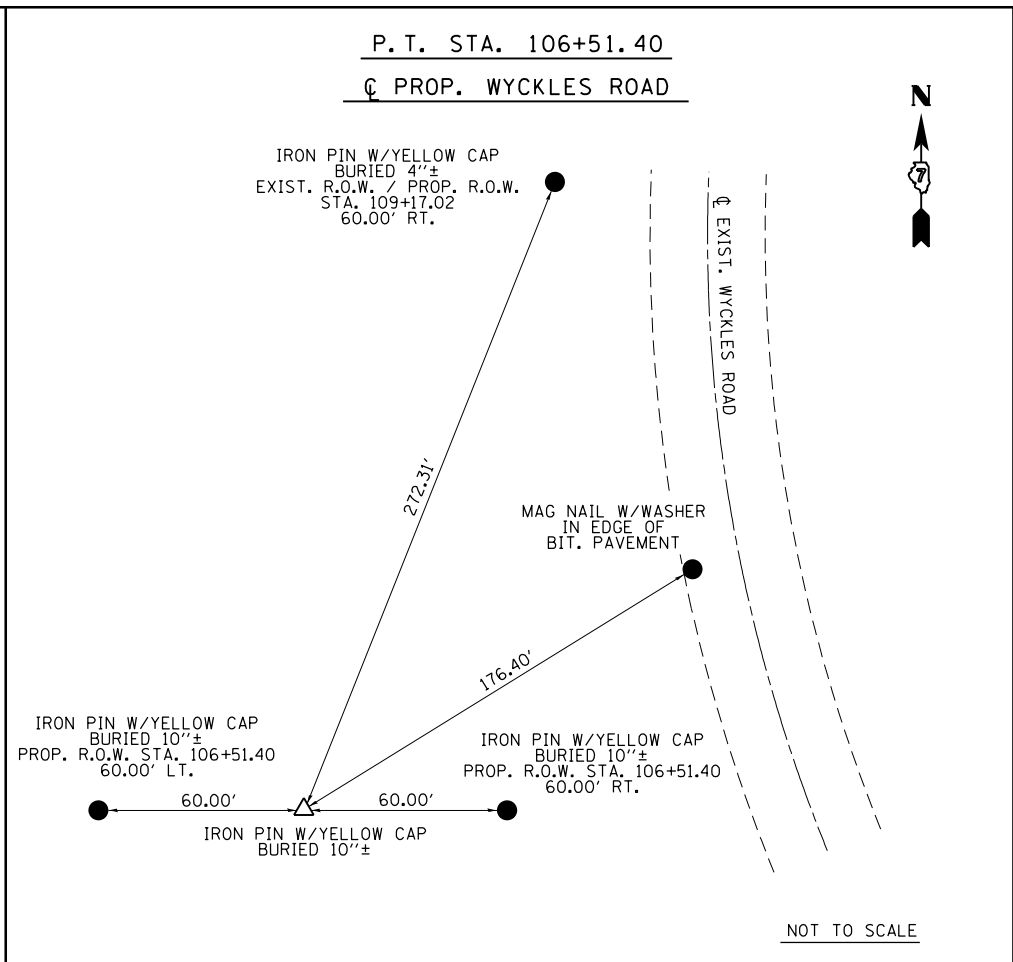 P.T. STA. 106+51.40
℄ PROP. WYCKLES ROAD
N
7
IRON PIN W/YELLOW CAP
BURIED 4"±
EXIST. R.O.W. / PROP. R.O.W.
STA. 109+17.02
60.00' RT.
℄ EXIST. WYCKLES ROAD
272.31'
MAG NAIL W/WASHER
IN EDGE OF
BIT. PAVEMENT
176.40'
IRON PIN W/YELLOW CAP
BURIED 10"±
PROP. R.O.W. STA. 106+51.40
60.00' LT.
IRON PIN W/YELLOW CAP
BURIED 10"±
PROP. R.O.W. STA. 106+51.40
60.00' RT.
60.00'
60.00'
IRON PIN W/YELLOW CAP
BURIED 10"±
NOT TO SCALE